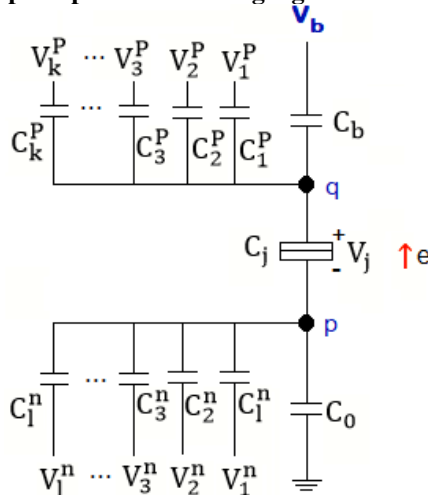 V_b
V_k^P ... V_3^P V_2^P V_1^P
C_k^P ... C_3^P C_2^P C_1^P C_b
q
C_j + V_j - ↑ e
p
C_l^n ... C_3^n C_2^n C_l^n C_0
V_l^n ... V_3^n V_2^n V_1^n